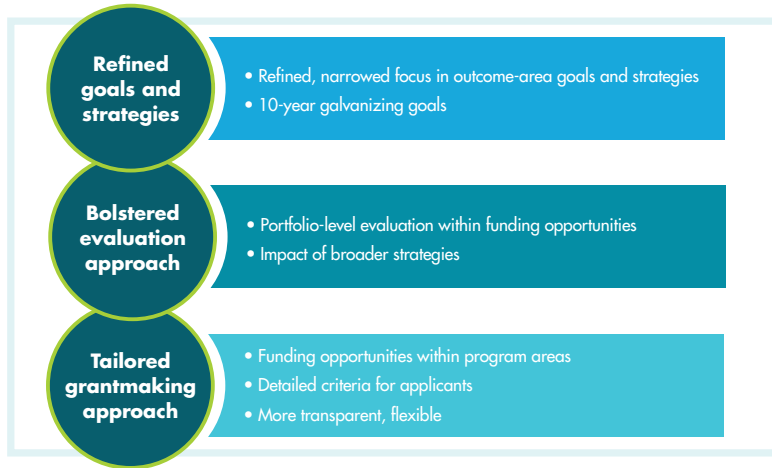 Refined
goals and
strategies
• Refined, narrowed focus in outcome-area goals and strategies
• 10-year galvanizing goals
Bolstered
evaluation
approach
• Portfolio-level evaluation within funding opportunities
• Impact of broader strategies
Tailored
grantmaking
approach
• Funding opportunities within program areas
• Detailed criteria for applicants
• More transparent, flexible